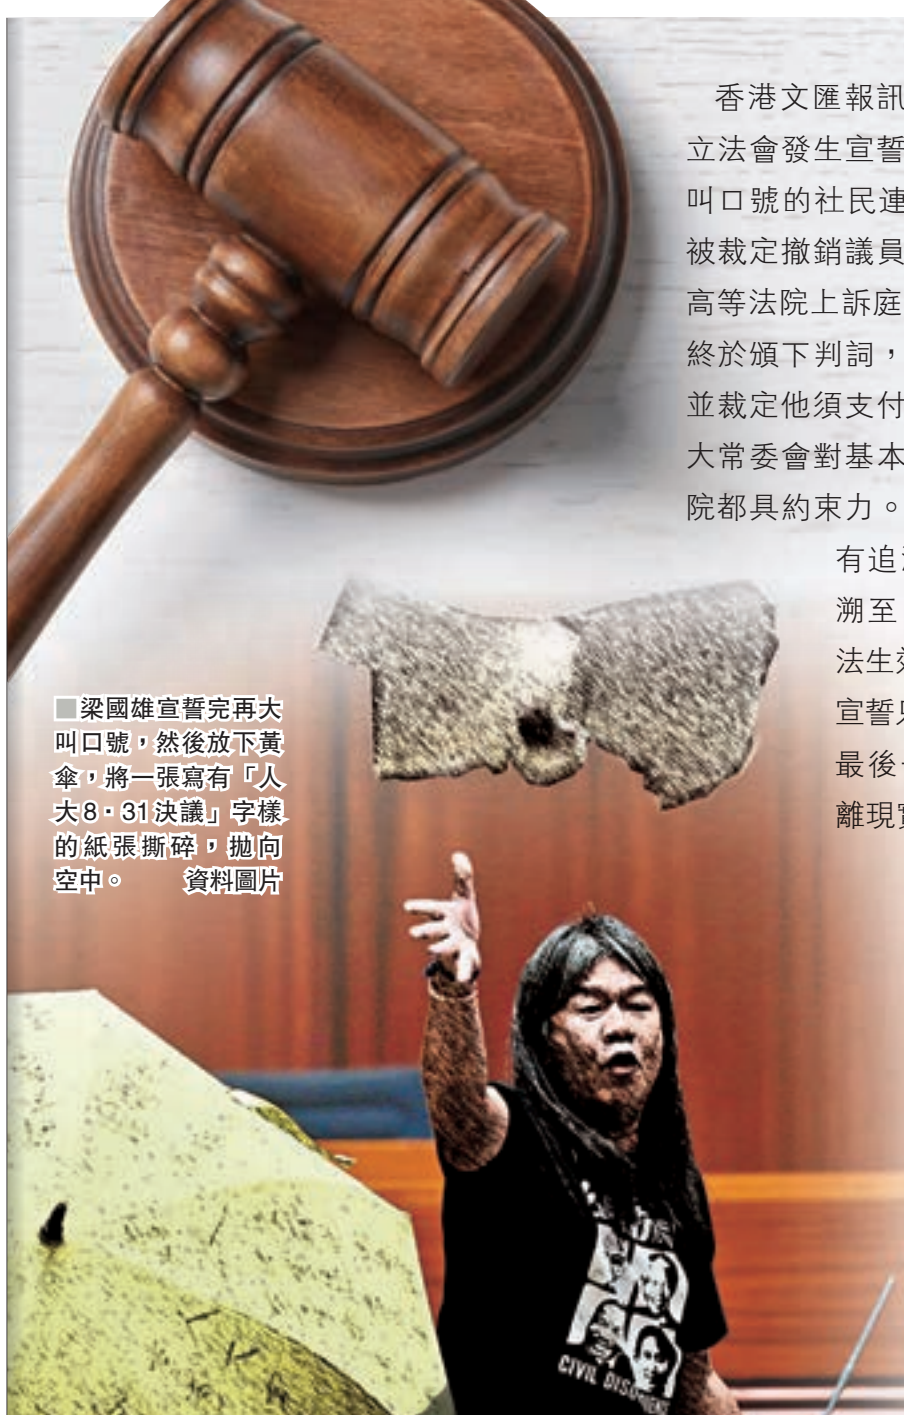 香港文匯報訊
立法會發生宣誓
叫口號的社民連
被裁定撤銷議員
高等法院上訴庭
終於頒下判詞，
並裁定他須支付
大常委會對基本
院都具約束力。
有追
溯至
法生效
宣誓只
最後
離現實
■梁國雄宣誓完再大
叫口號，然後放下黃
傘，將一張寫有「人
大8·31決議」字樣
的紙張撕碎，拋向
空中。 資料圖片
CIVIL